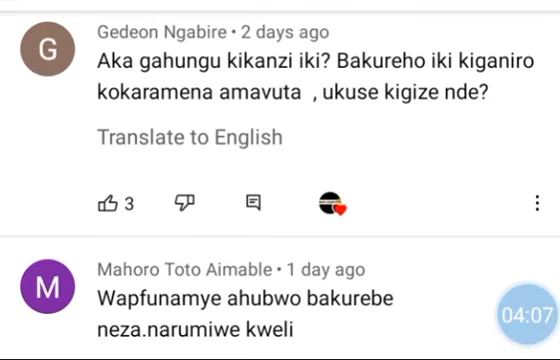 G
Gedeon Ngabire • 2 days ago
Aka gahungu kikanzi iki? Bakureho iki kiganiro
kokaramena amavuta , ukuse kigize nde?
Translate to English
3
M
Mahoro Toto Aimable • 1 day ago
Wapfunamye ahubwo bakurebe
neza.narumiwe kweli
04:07